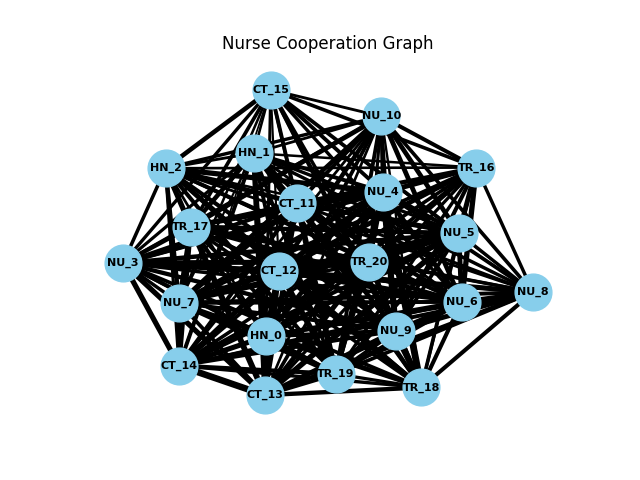 Nurse Cooperation Graph
CT_15
NU_10
HN_1
HN_2
TR_16
NU_4
CT_11
TR_17
NU_5
NU_3
TR_20
CT_12
NU_8
NU_7
NU_6
NU_9
HN_0
CT_14
TR_19
TR_18
CT_13